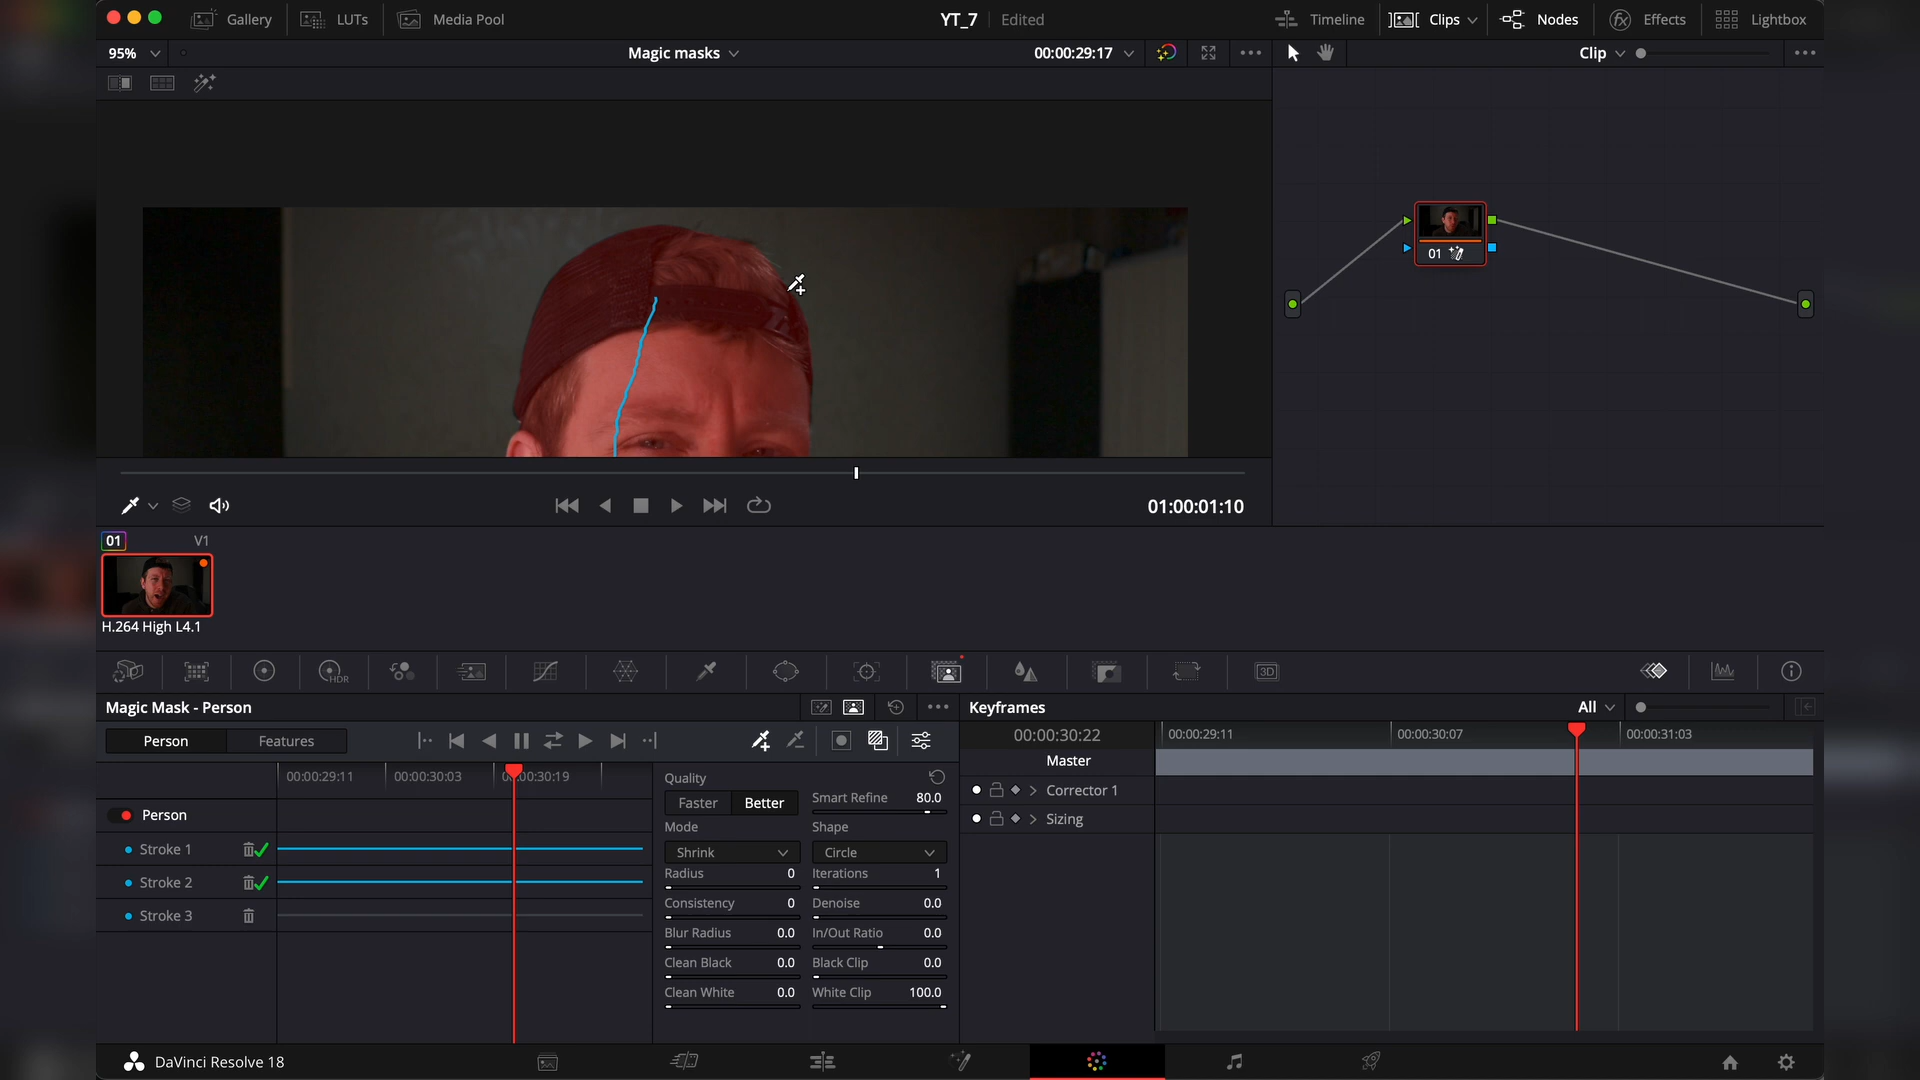 Gallery
LUTs
Media Pool
YT_7
Edited
Timeline
Clips
Nodes
Effects
Lightbox
95%
Magic masks
00:00:29:17
Clip
01
01:00:01:10
01
V1
H.264 High L4.1
HDR
3D
Magic Mask - Person
Person
Features
00:00:29:11
00:00:30:03
00:00:30:19
Person
Stroke 1
Stroke 2
Stroke 3
Quality
Faster
Better
Smart Refine 80.0
Mode
Shape
Shrink
Circle
Radius 0
Iterations 1
Consistency 0
Denoise 0.0
Blur Radius 0.0
In/Out Ratio 0.0
Clean Black 0.0
Black Clip 0.0
Clean White 0.0
White Clip 100.0
Keyframes
All
00:00:30:22
00:00:29:11
00:00:30:07
00:00:31:03
Master
Corrector 1
Sizing
DaVinci Resolve 18